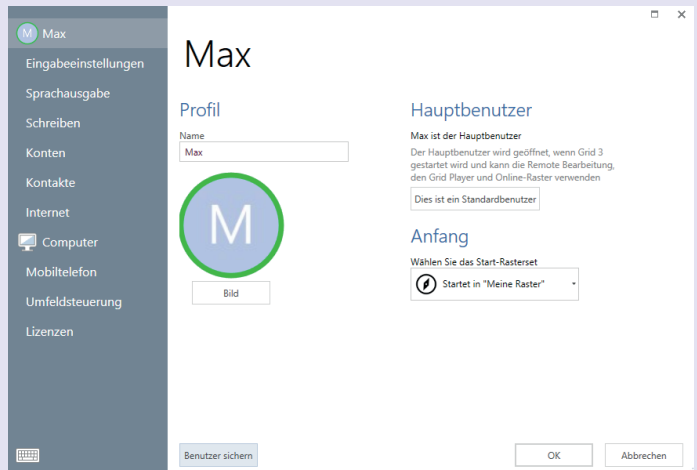 M Max
Eingabeeinstellungen
Sprachausgabe
Schreiben
Konten
Kontakte
Internet
Computer
Mobiltelefon
Umfeldsteuerung
Lizenzen
Max
Profil
Name
Max
M
Bild
Benutzer sichern
Hauptbenutzer
Max ist der Hauptbenutzer
Der Hauptbenutzer wird geöffnet, wenn Grid 3
gestartet wird und kann die Remote Bearbeitung,
den Grid Player und Online-Raster verwenden
Dies ist ein Standardbenutzer
Anfang
Wählen Sie das Start-Rasterset
Startet in "Meine Raster"
OK
Abbrechen